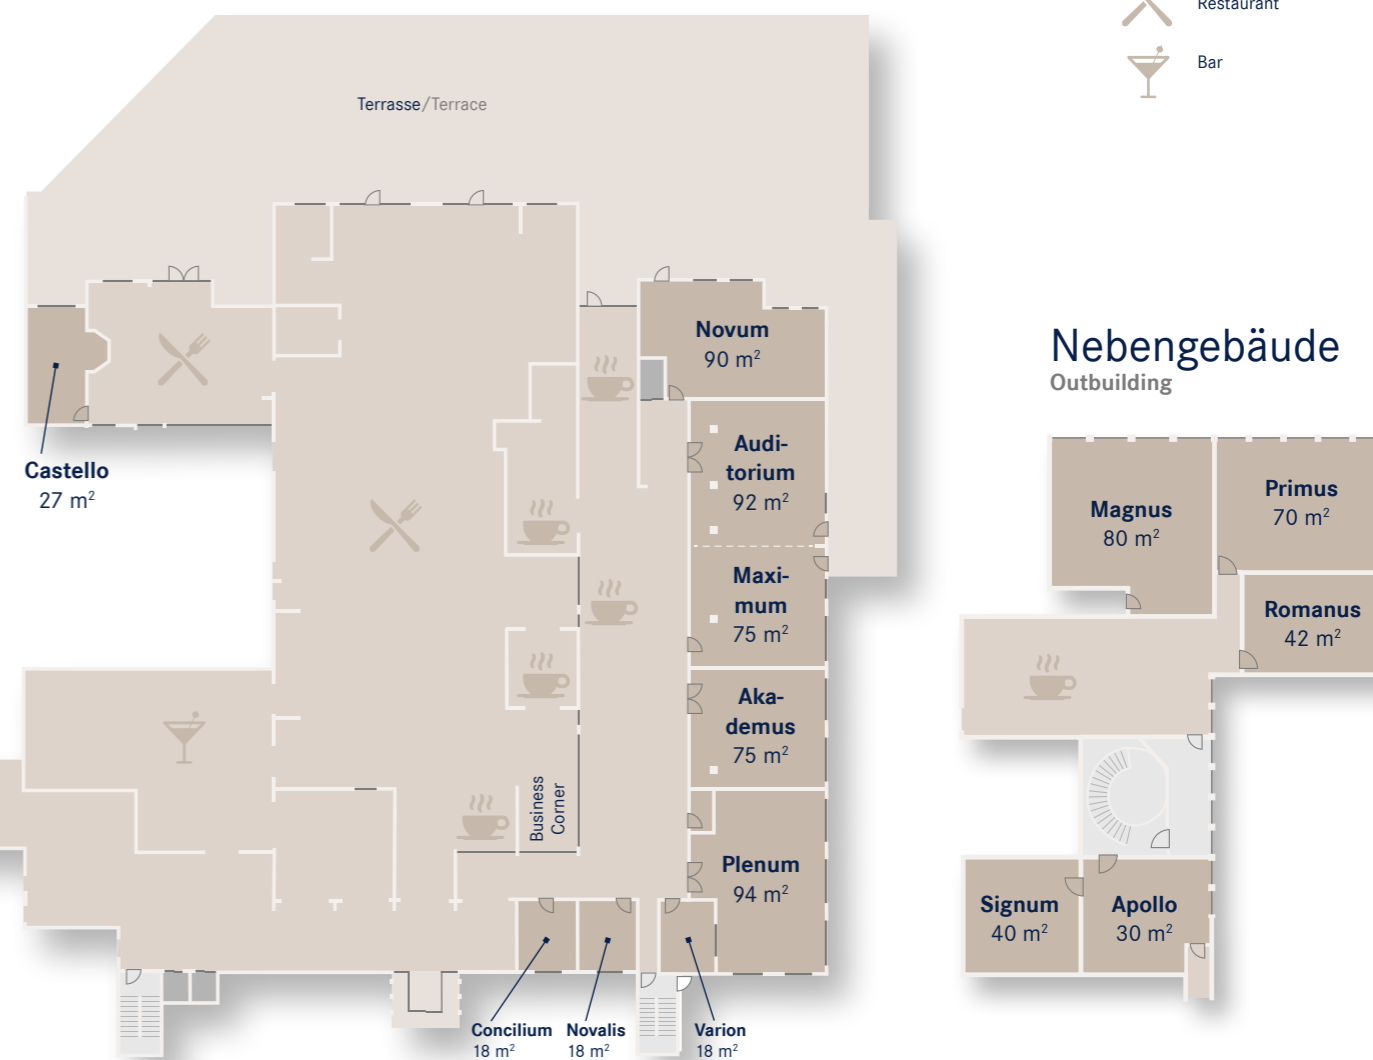 Restaurant
Bar
Terrasse/Terrace
Novum
90 m²
Nebengebäude
Outbuilding
Castello
27 m²
Audi-
torium
92 m²
Magnus
80 m²
Primus
70 m²
Maxi-
mum
75 m²
Romanus
42 m²
Aka-
demus
75 m²
Business
Corner
Plenum
94 m²
Signum
40 m²
Apollo
30 m²
Concilium
18 m²
Novalis
18 m²
Varion
18 m²